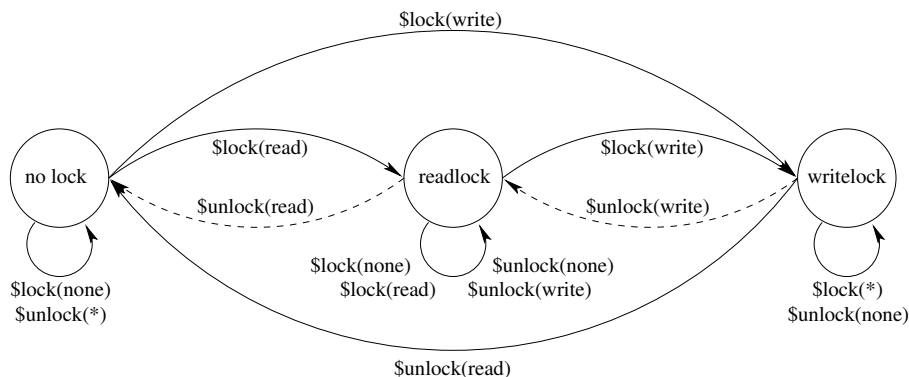 $lock(write)
$lock(read)
$lock(write)
no lock
readlock
writelock
$unlock(read)
$unlock(write)
$lock(none)
$unlock(*)
$lock(none)
$lock(read)
$unlock(none)
$unlock(write)
$lock(*)
$unlock(none)
$unlock(read)